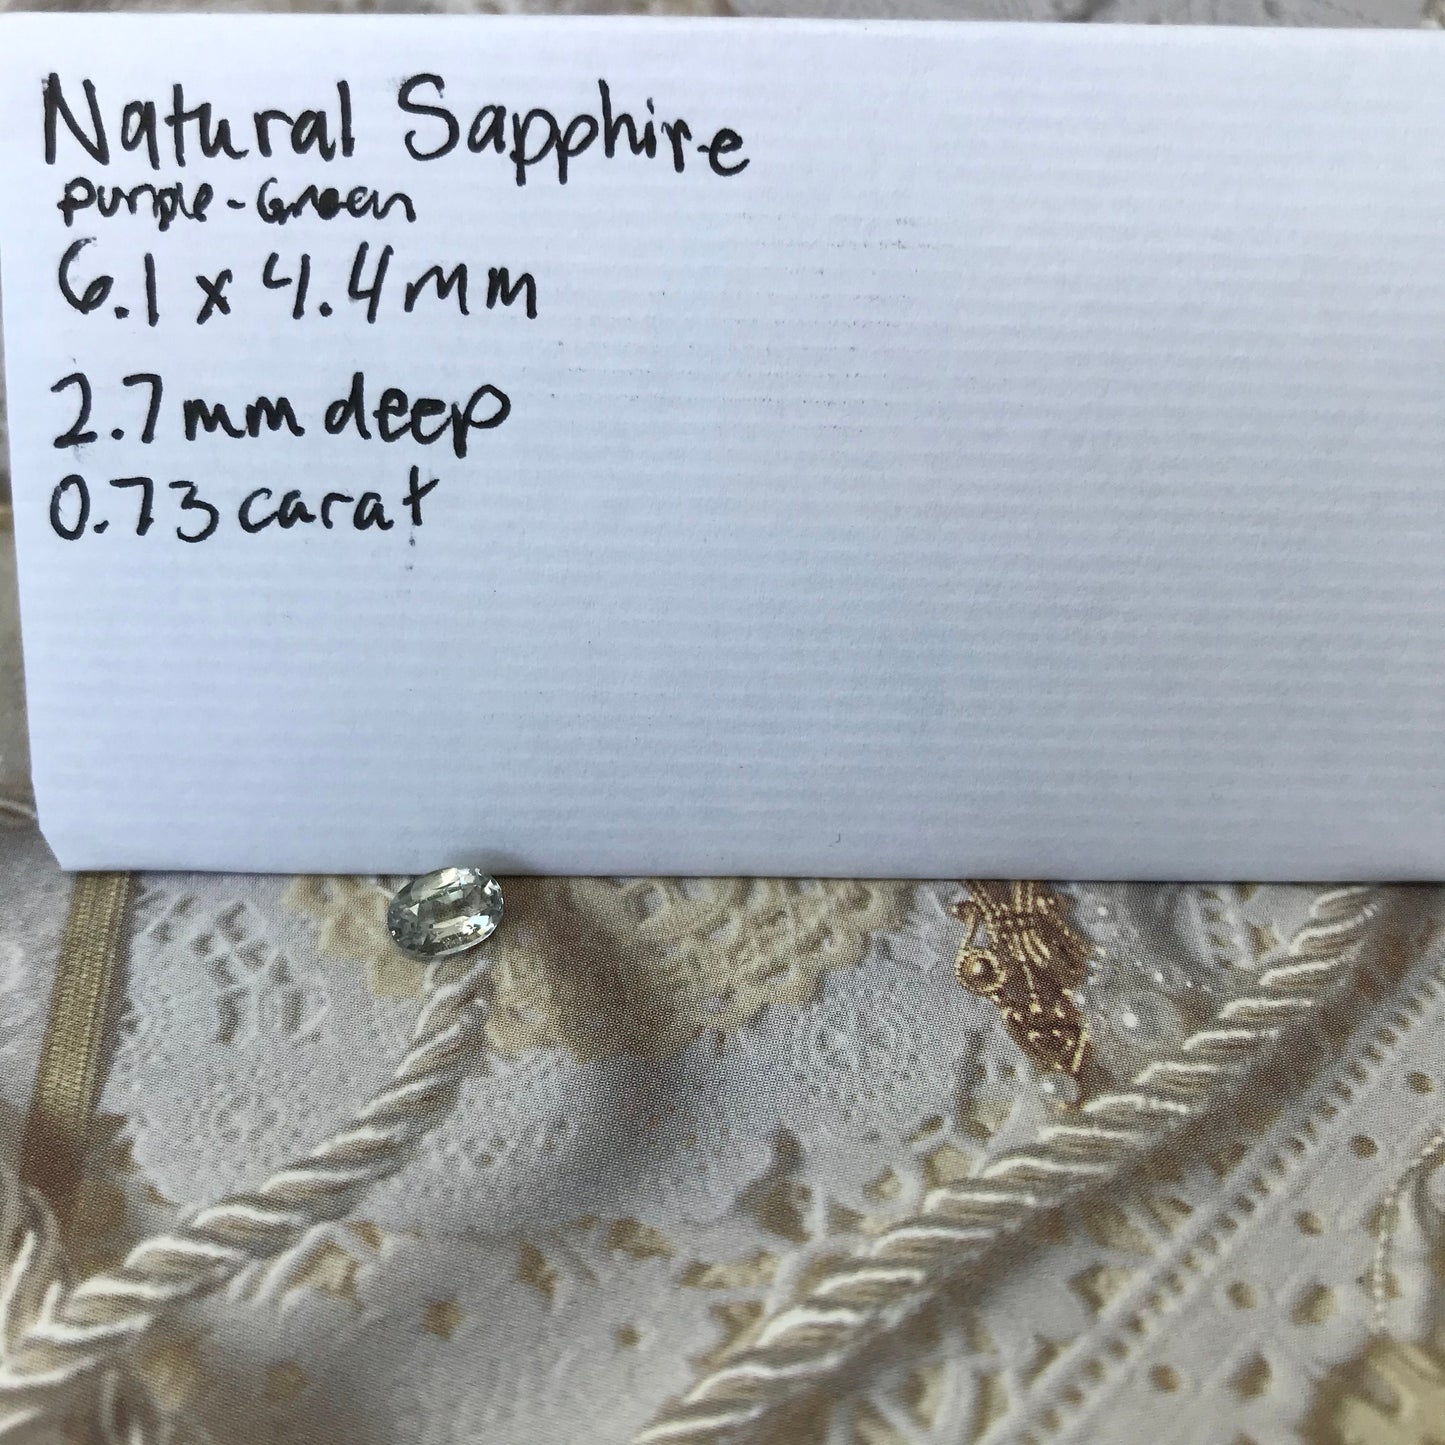 Natural Sapphire
purple-Green
6.1 x 4.4mm
2.7mm deep
0.73 carat